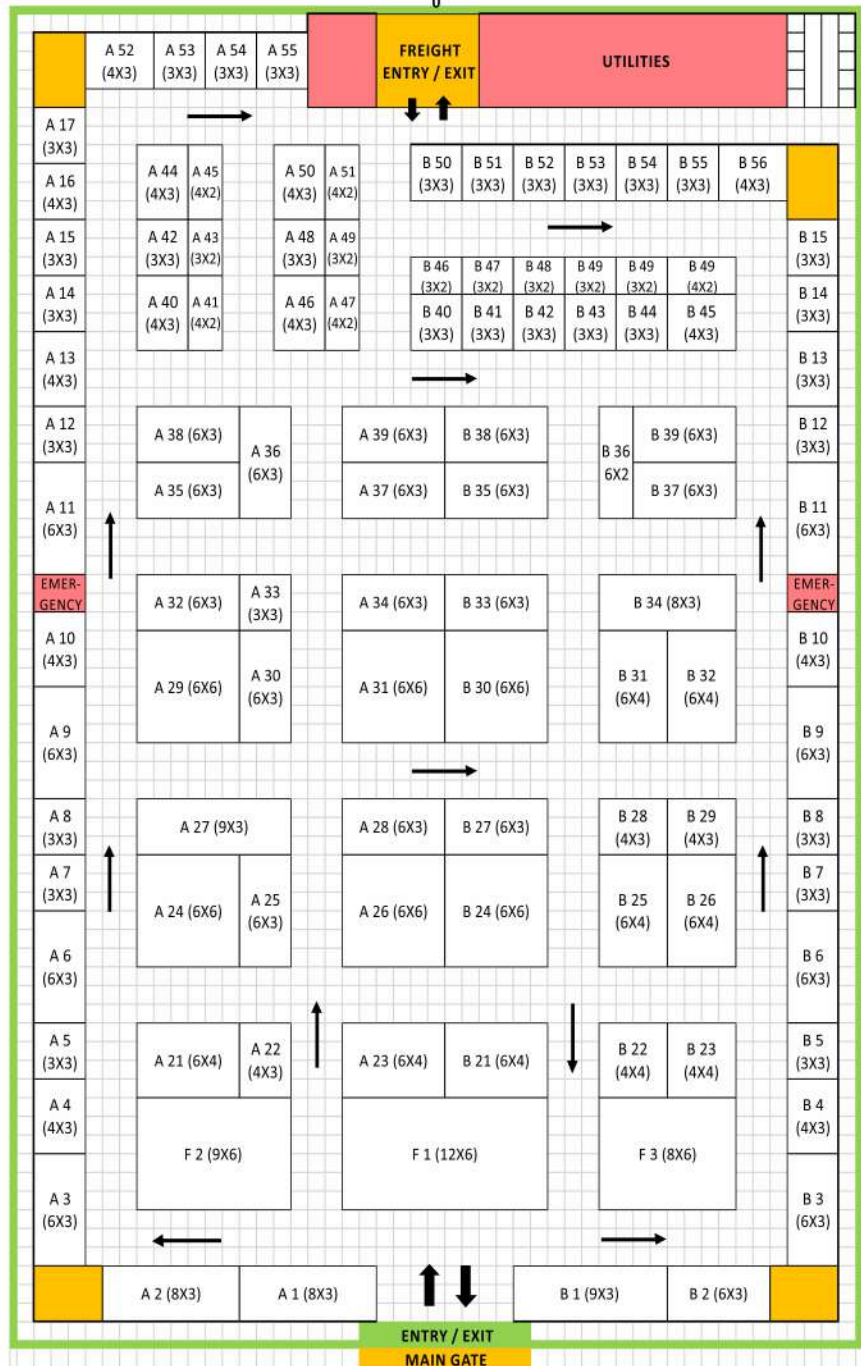 0
A 52
(4X3)
A 53
(3X3)
A 54
(3X3)
A 55
(3X3)
FREIGHT
ENTRY / EXIT
UTILITIES
A 17
(3X3)
A 16
(4X3)
A 15
(3X3)
A 14
(3X3)
A 13
(4X3)
A 12
(3X3)
A 11
(6X3)
EMER-
GENCY
A 10
(4X3)
A 9
(6X3)
A 8
(3X3)
A 7
(3X3)
A 6
(6X3)
A 5
(3X3)
A 4
(4X3)
A 3
(6X3)
A 44
(4X3)
A 45
(4X2)
A 42
(3X3)
A 43
(3X2)
A 40
(4X3)
A 41
(4X2)
A 50
(4X3)
A 51
(4X2)
A 48
(3X3)
A 49
(3X2)
A 46
(4X3)
A 47
(4X2)
B 50
(3X3)
B 51
(3X3)
B 52
(3X3)
B 53
(3X3)
B 54
(3X3)
B 55
(3X3)
B 56
(4X3)
B 46
(3X2)
B 47
(3X2)
B 48
(3X2)
B 49
(3X2)
B 49
(3X2)
B 49
(4X2)
B 40
(3X3)
B 41
(3X3)
B 42
(3X3)
B 43
(3X3)
B 44
(3X3)
B 45
(4X3)
A 38 (6X3)
A 36
(6X3)
A 35 (6X3)
A 39 (6X3)
B 38 (6X3)
A 37 (6X3)
B 35 (6X3)
B 36
6X2
B 39 (6X3)
B 37 (6X3)
A 32 (6X3)
A 33
(3X3)
A 29 (6X6)
A 30
(6X3)
A 34 (6X3)
B 33 (6X3)
A 31 (6X6)
B 30 (6X6)
B 34 (8X3)
B 31
(6X4)
B 32
(6X4)
A 27 (9X3)
A 24 (6X6)
A 25
(6X3)
A 28 (6X3)
B 27 (6X3)
A 26 (6X6)
B 24 (6X6)
B 28
(4X3)
B 29
(4X3)
B 25
(6X4)
B 26
(6X4)
A 21 (6X4)
A 22
(4X3)
F 2 (9X6)
A 23 (6X4)
B 21 (6X4)
F 1 (12X6)
B 22
(4X4)
B 23
(4X4)
F 3 (8X6)
B 15
(3X3)
B 14
(3X3)
B 13
(3X3)
B 12
(3X3)
B 11
(6X3)
EMER-
GENCY
B 10
(4X3)
B 9
(6X3)
B 8
(3X3)
B 7
(3X3)
B 6
(6X3)
B 5
(3X3)
B 4
(4X3)
B 3
(6X3)
A 2 (8X3)
A 1 (8X3)
B 1 (9X3)
B 2 (6X3)
ENTRY / EXIT
MAIN GATE